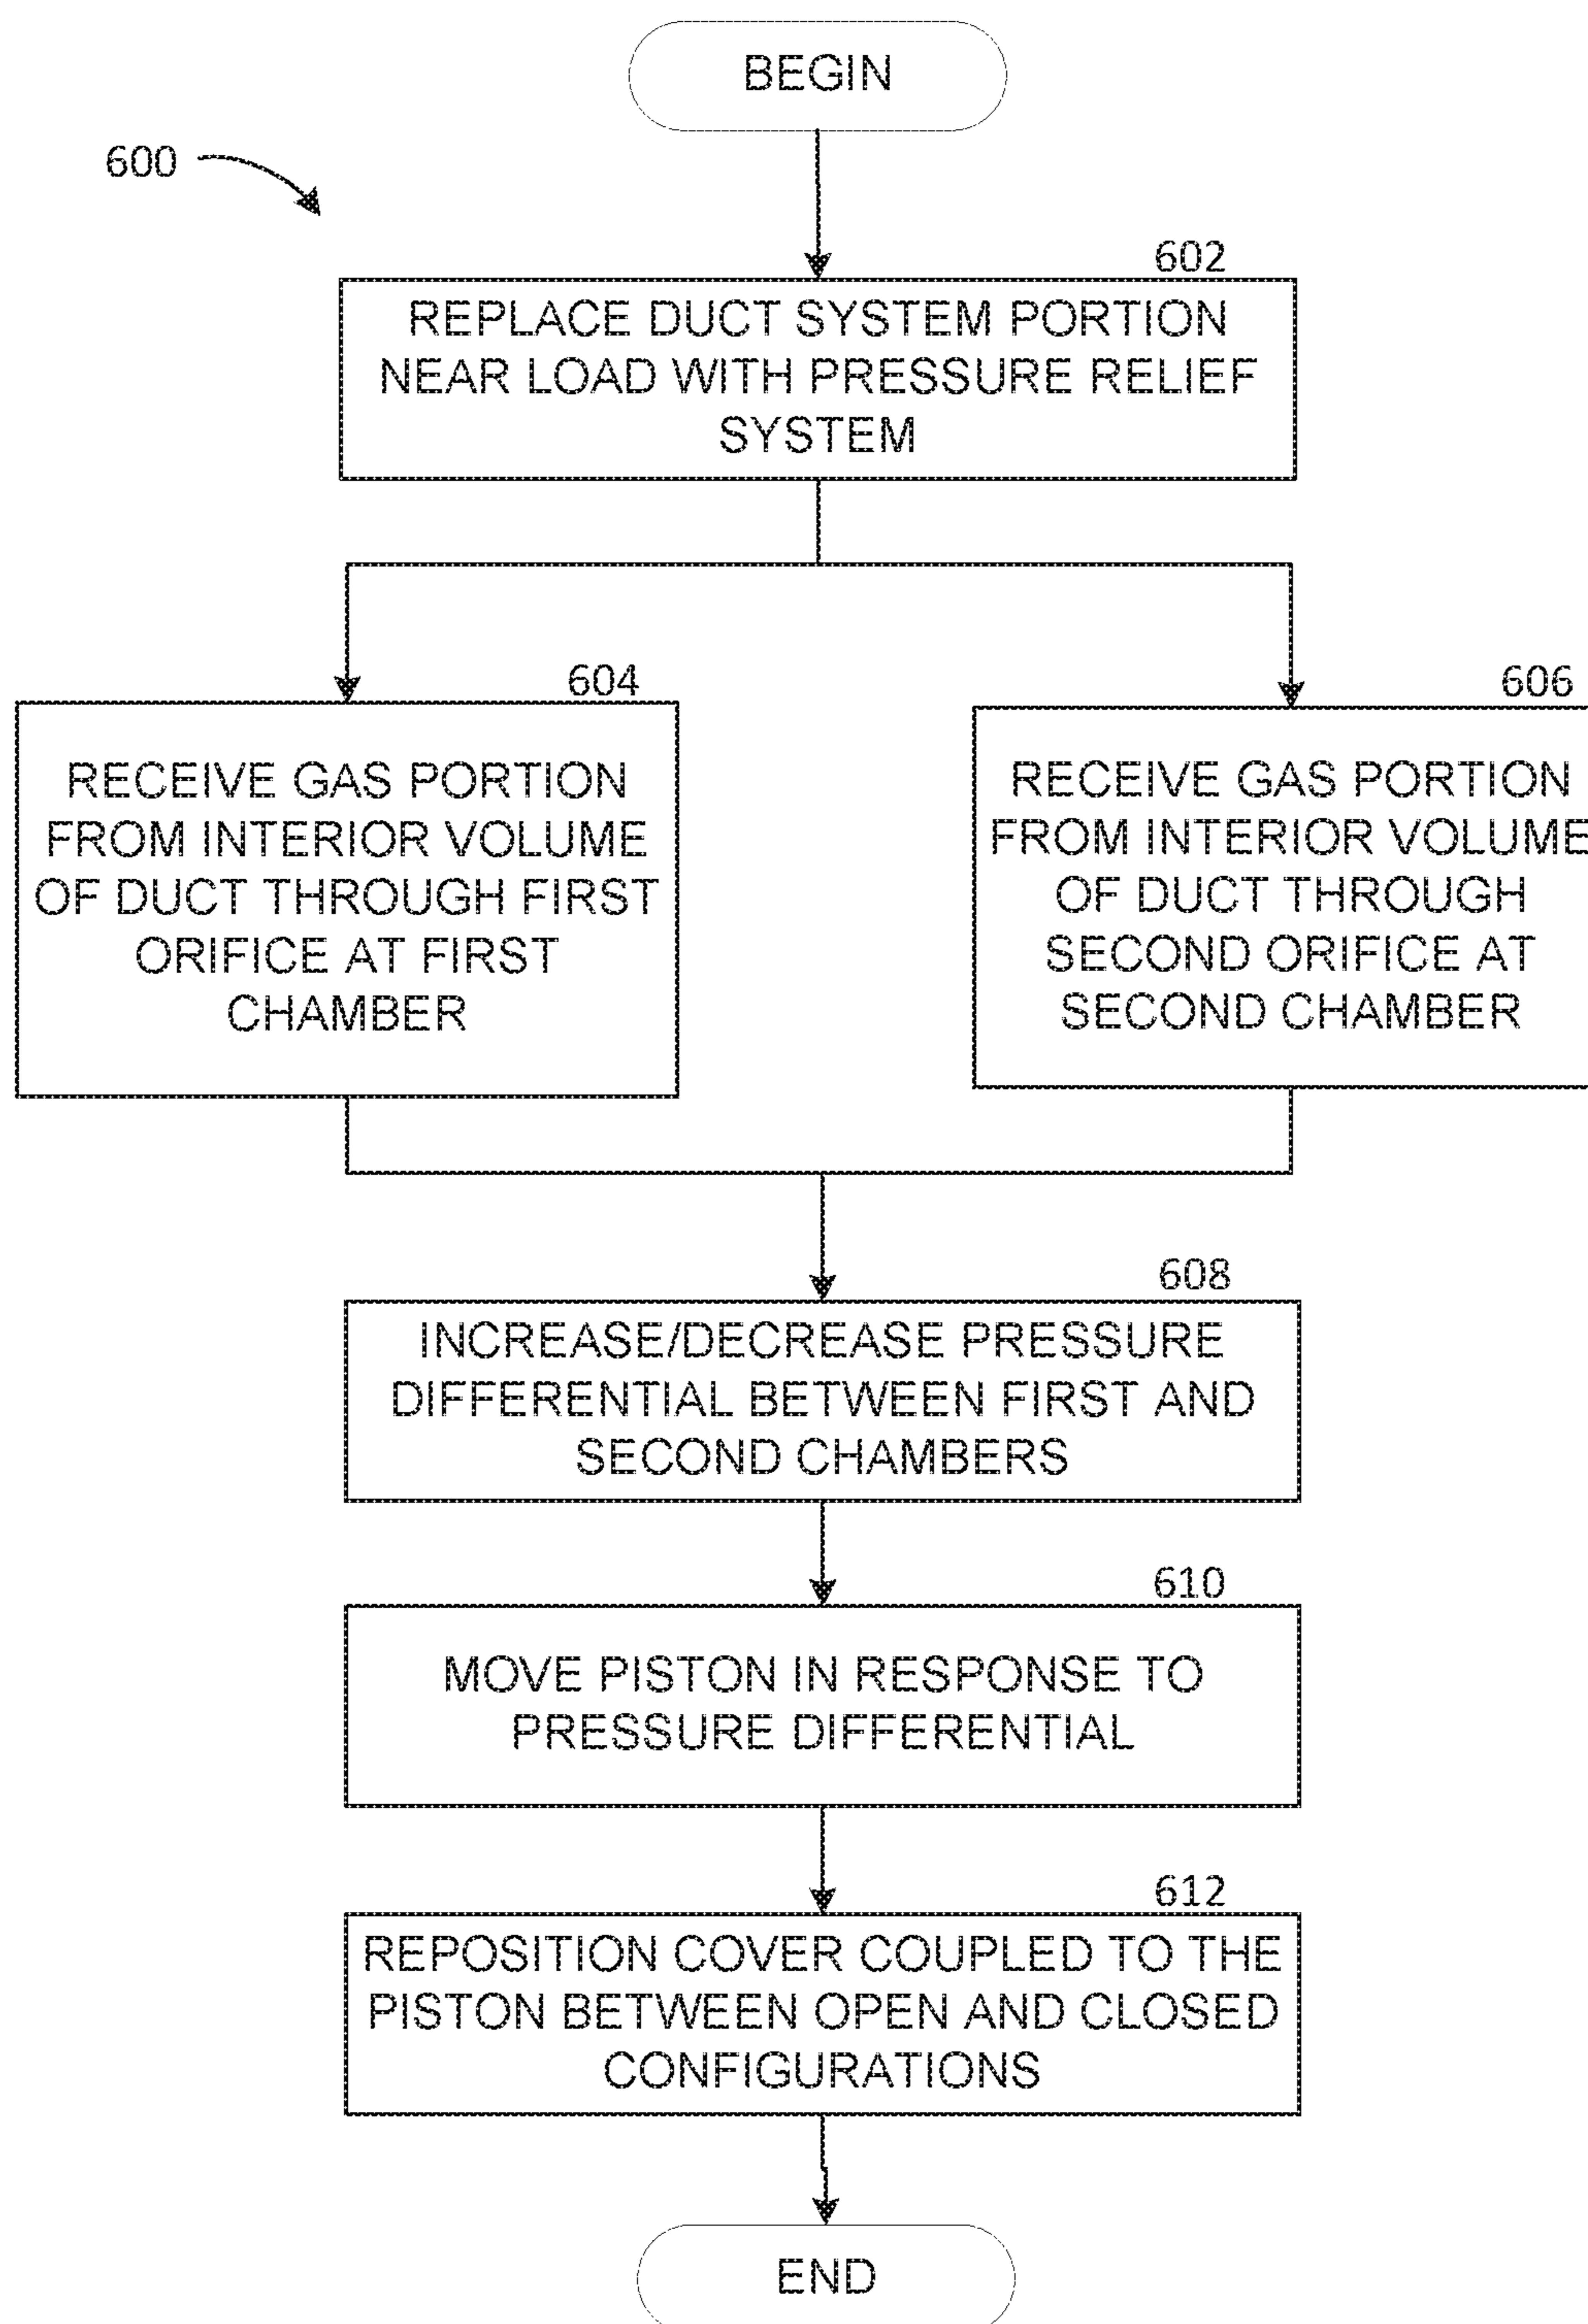 BEGIN
600
602
REPLACE DUCT SYSTEM PORTION
NEAR LOAD WITH PRESSURE RELIEF
SYSTEM
604
RECEIVE GAS PORTION
FROM INTERIOR VOLUME
OF DUCT THROUGH FIRST
ORIFICE AT FIRST
CHAMBER
606
RECEIVE GAS PORTION
FROM INTERIOR VOLUME
OF DUCT THROUGH
SECOND ORIFICE AT
SECOND CHAMBER
608
INCREASE/DECREASE PRESSURE
DIFFERENTIAL BETWEEN FIRST AND
SECOND CHAMBERS
610
MOVE PISTON IN RESPONSE TO
PRESSURE DIFFERENTIAL
612
REPOSITION COVER COUPLED TO THE
PISTON BETWEEN OPEN AND CLOSED
CONFIGURATIONS
END